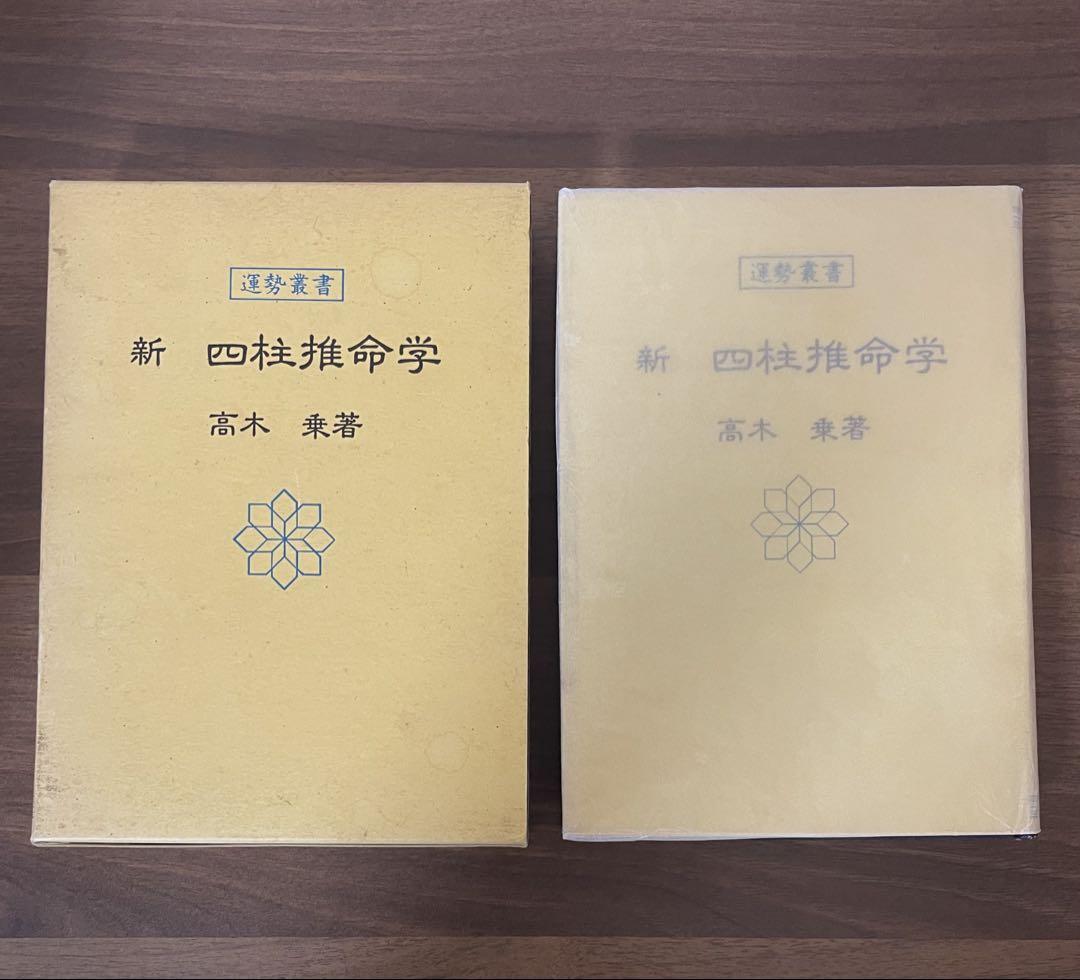 運勢叢書
新 四柱推命学
高木 乗著
運勢叢書
新 四柱推命学
高木 乗著